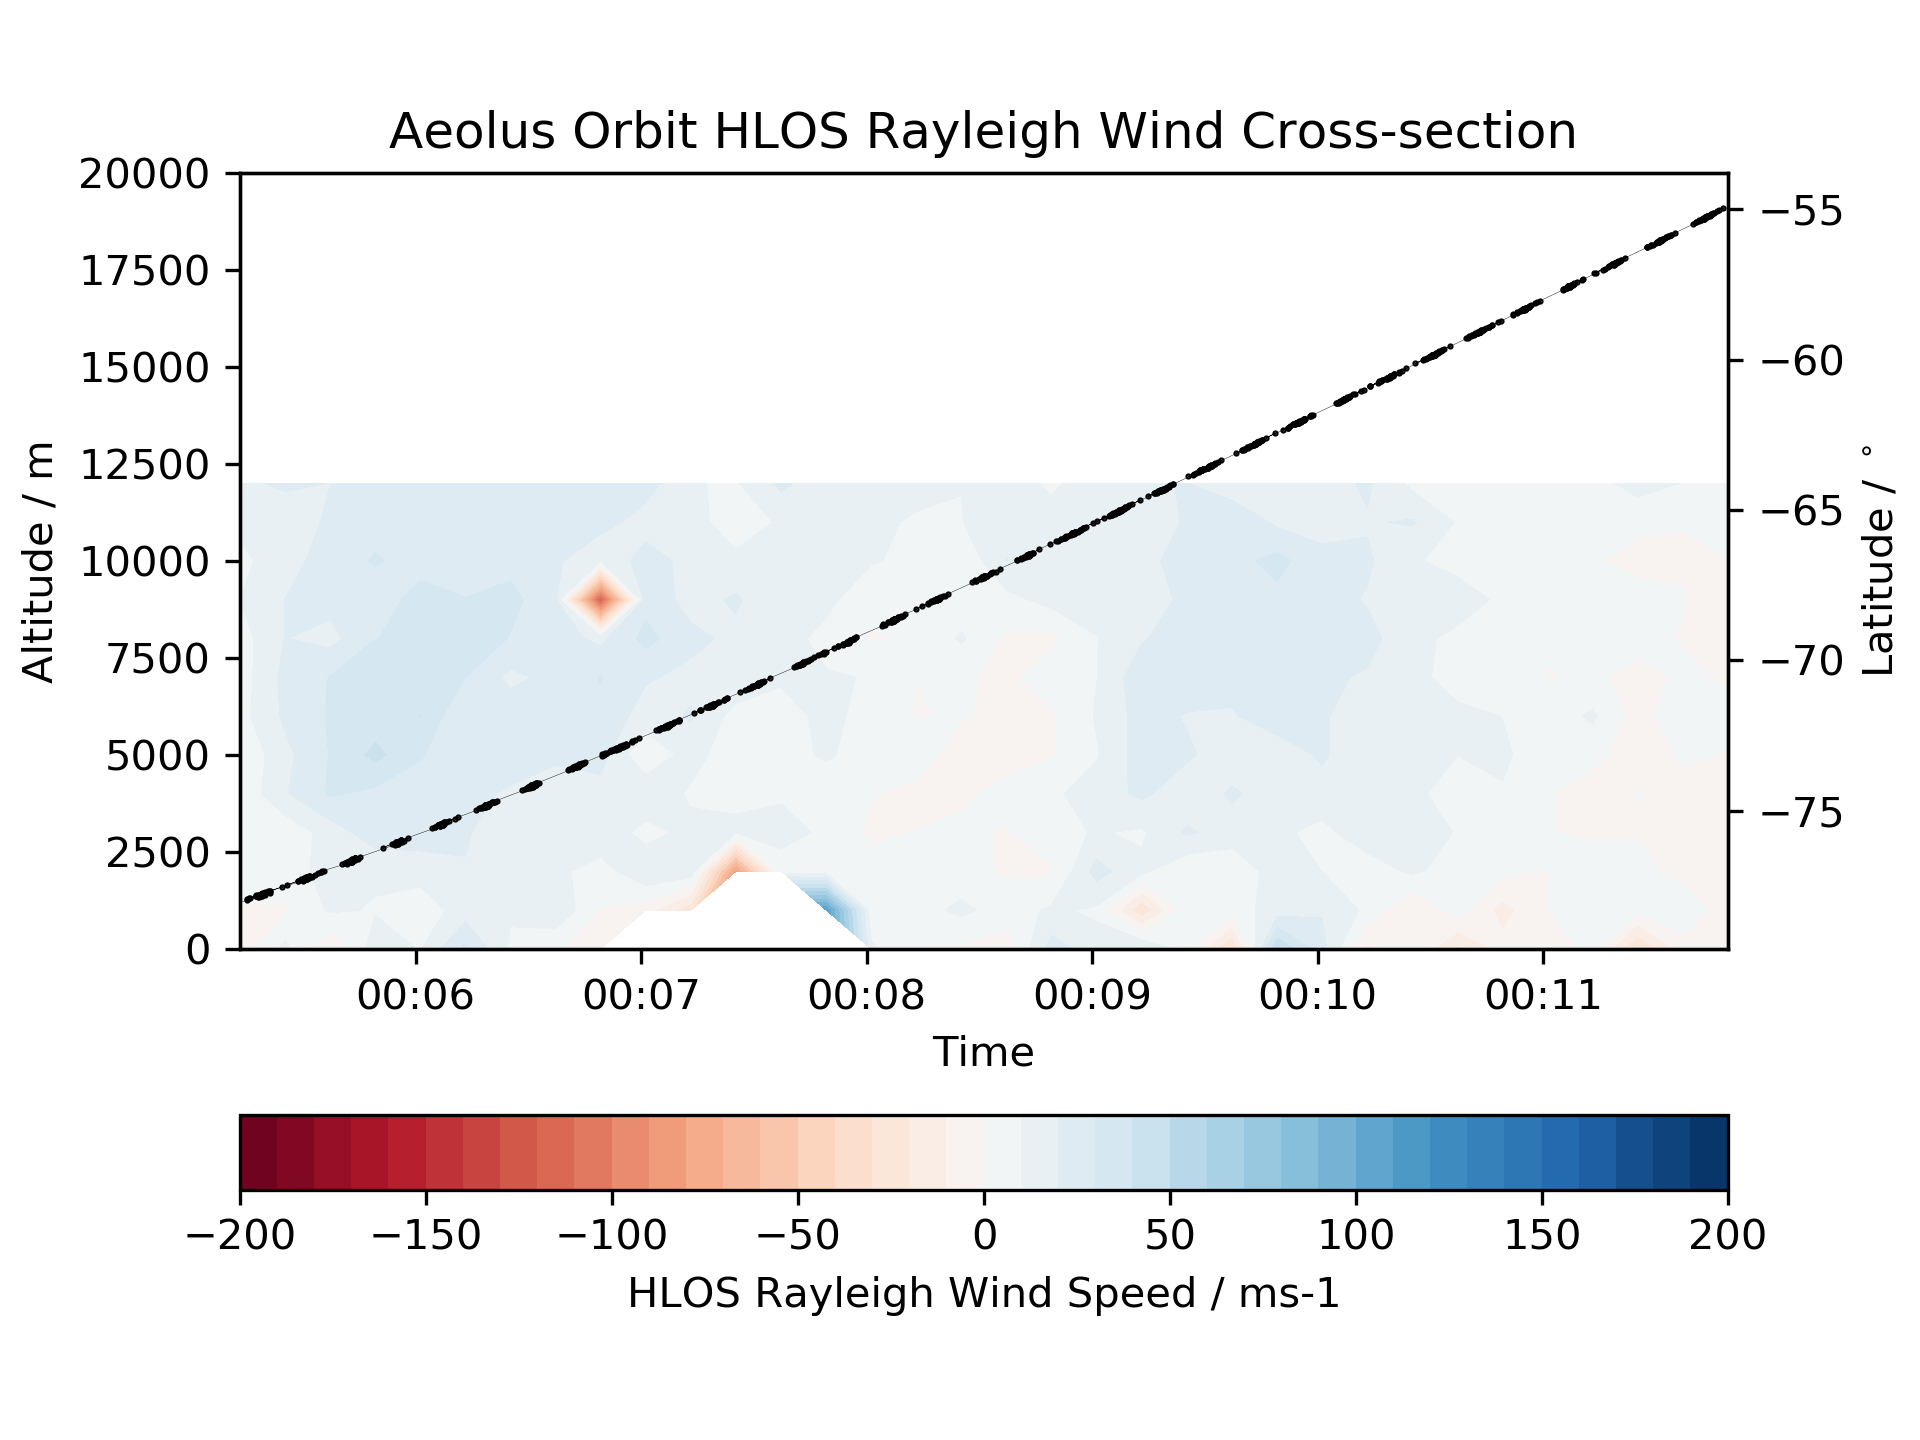 Aeolus Orbit HLOS Rayleigh Wind Cross-section
20000
17500
15000
12500
10000
7500
5000
2500
0
Altitude / m
−55
−60
−65
−70
−75
Latitude / °
00:06 00:07 00:08 00:09 00:10 00:11
Time
−200 −150 −100 −50 0 50 100 150 200
HLOS Rayleigh Wind Speed / ms-1